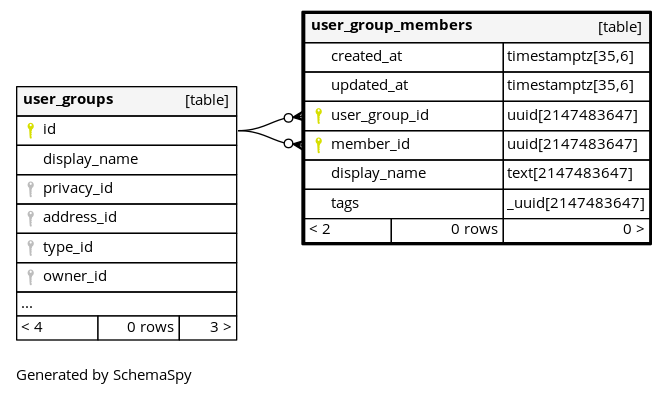 user_group_members [table]
created_at timestamptz[35,6]
updated_at timestamptz[35,6]
user_group_id uuid[2147483647]
member_id uuid[2147483647]
display_name text[2147483647]
tags _uuid[2147483647]
< 2 0 rows 0 >
user_groups [table]
id
display_name
privacy_id
address_id
type_id
owner_id
...
< 4 0 rows 3 >
Generated by SchemaSpy